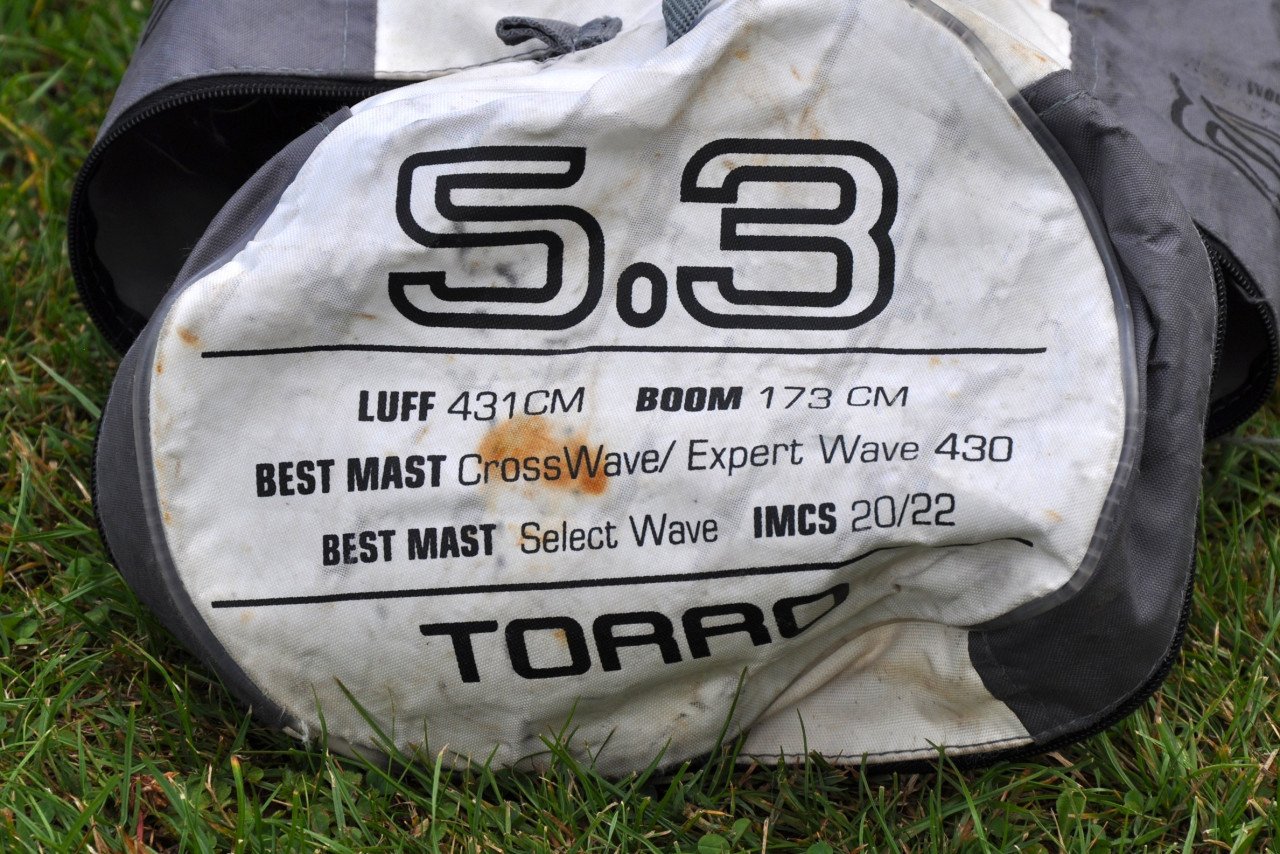 5.3
LUFF 431CM BOOM 173 CM
BEST MAST CrossWave/ Expert Wave 430
BEST MAST Select Wave IMCS 20/22
TORRO